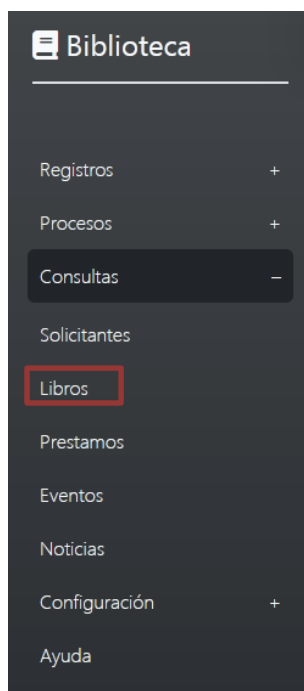 Biblioteca
Registros +
Procesos +
Consultas –
Solicitantes
Libros
Prestamos
Eventos
Noticias
Configuración +
Ayuda